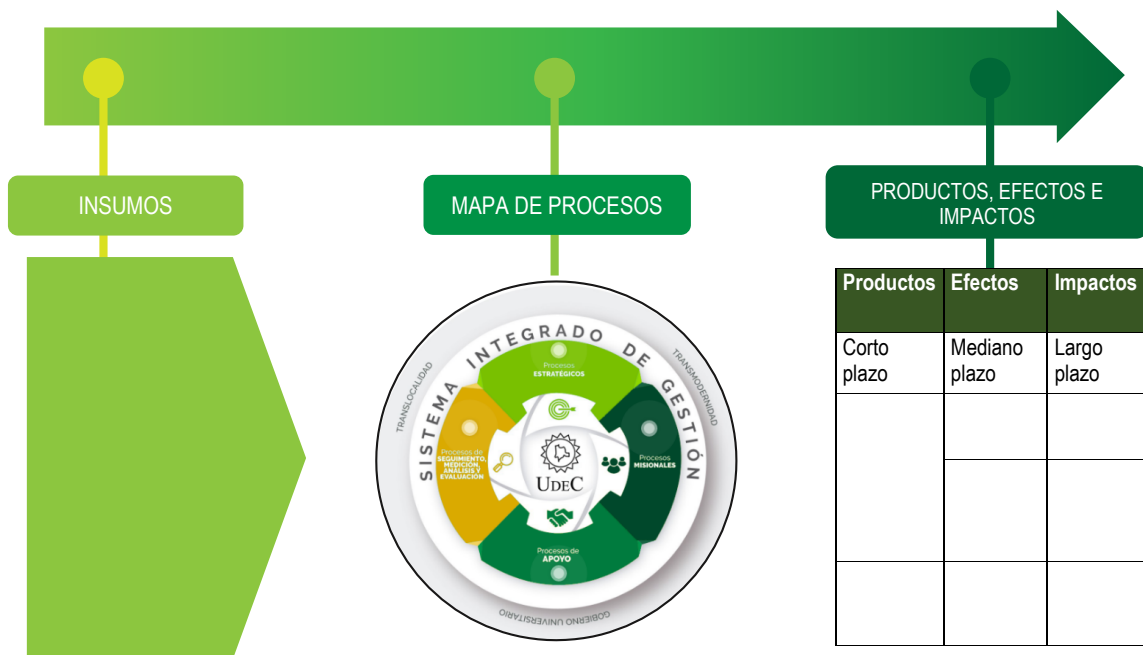 INSUMOS
MAPA DE PROCESOS
PRODUCTOS, EFECTOS E
IMPACTOS
Productos Efectos Impactos
Corto
plazo
Mediano
plazo
Largo
plazo
SISTEMA INTEGRADO DE GESTIÓN
TRANSLOCALIDAD
TRANSMODERNIDAD
GOBIERNO UNIVERSITARIO
Procesos
ESTRATÉGICOS
Procesos de
SEGUIMIENTO,
MEDICIÓN,
ANÁLISIS Y
EVALUACIÓN
UDEC
Procesos
MISIONALES
Procesos de
APOYO